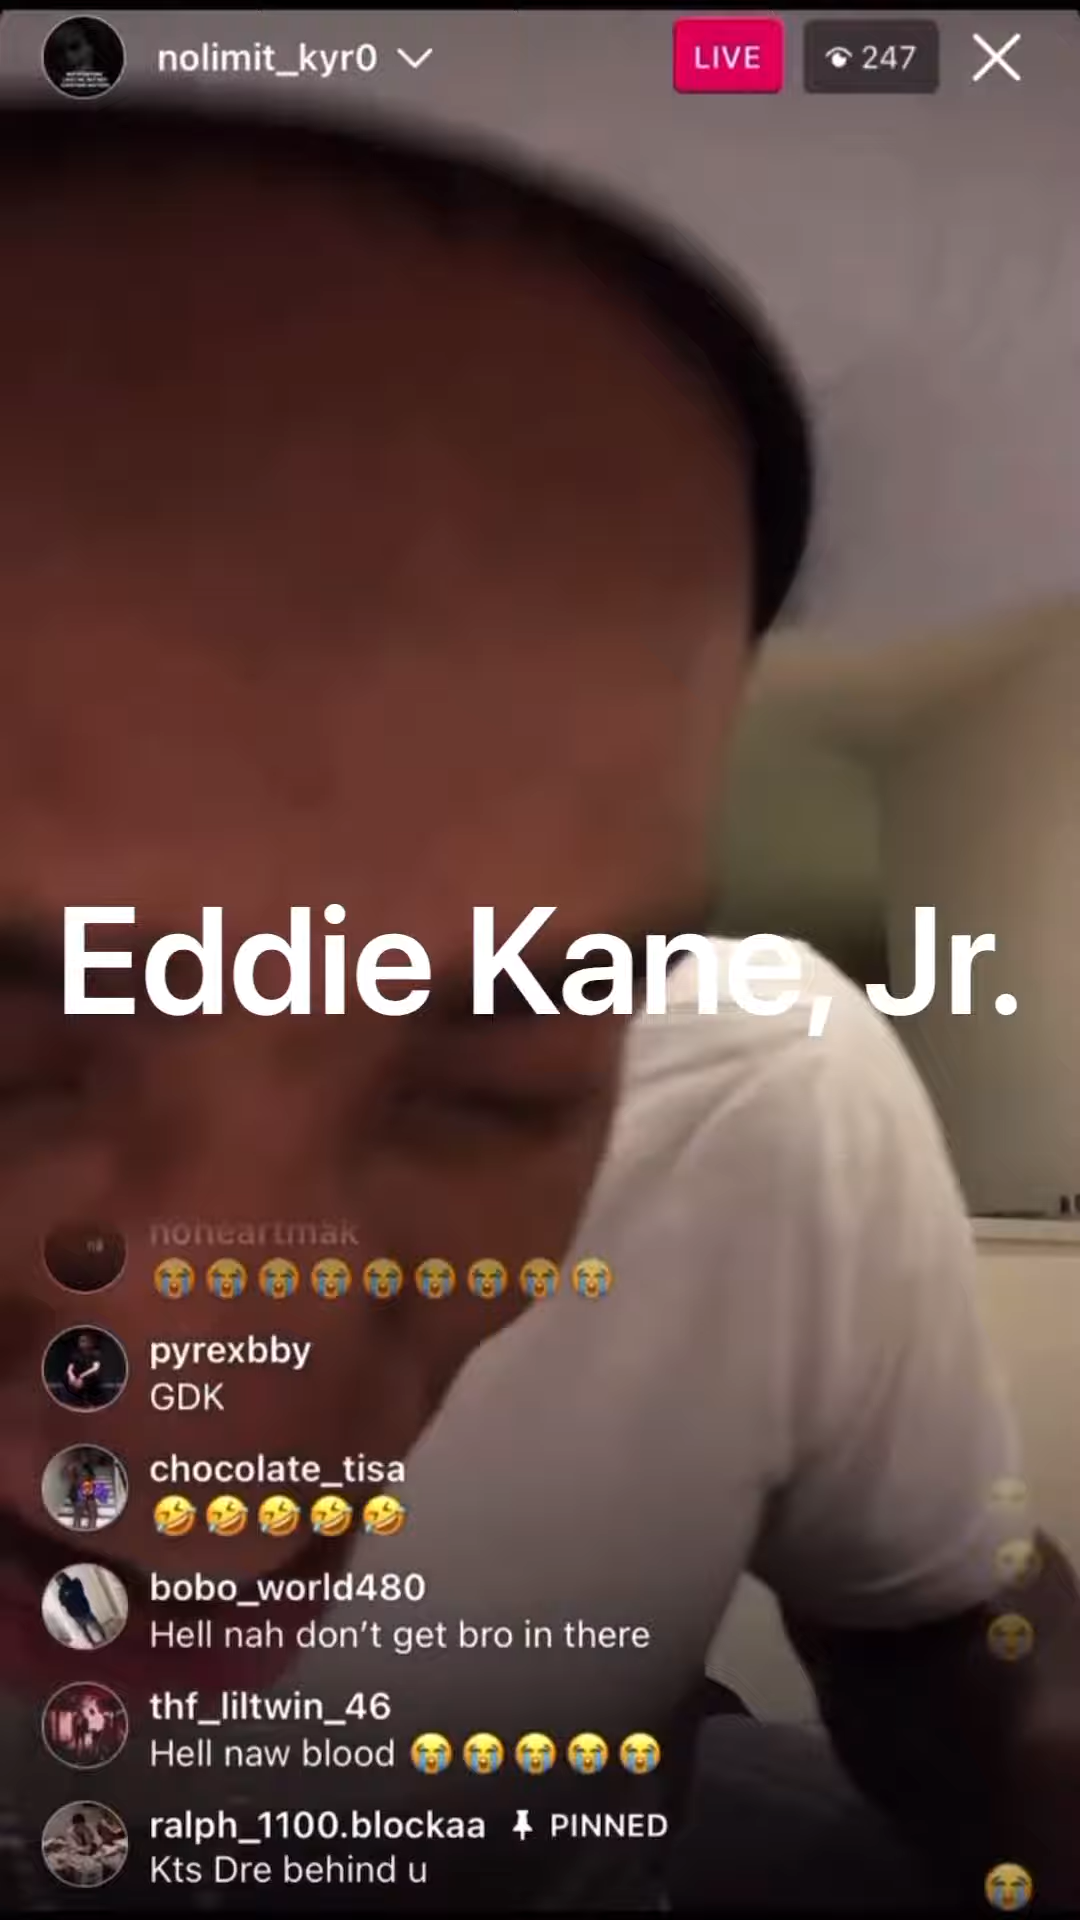 nolimit_kyr0
LIVE
247
Eddie Kane, Jr.
noheartmak
😭😭😭😭😭😭😭😭😭
pyrexbby
GDK
chocolate_tisa
🤣🤣🤣🤣🤣
bobo_world480
Hell nah don’t get bro in there
thf_liltwin_46
Hell naw blood 😭😭😭😭😭
ralph_1100.blockaa PINNED
Kts Dre behind u